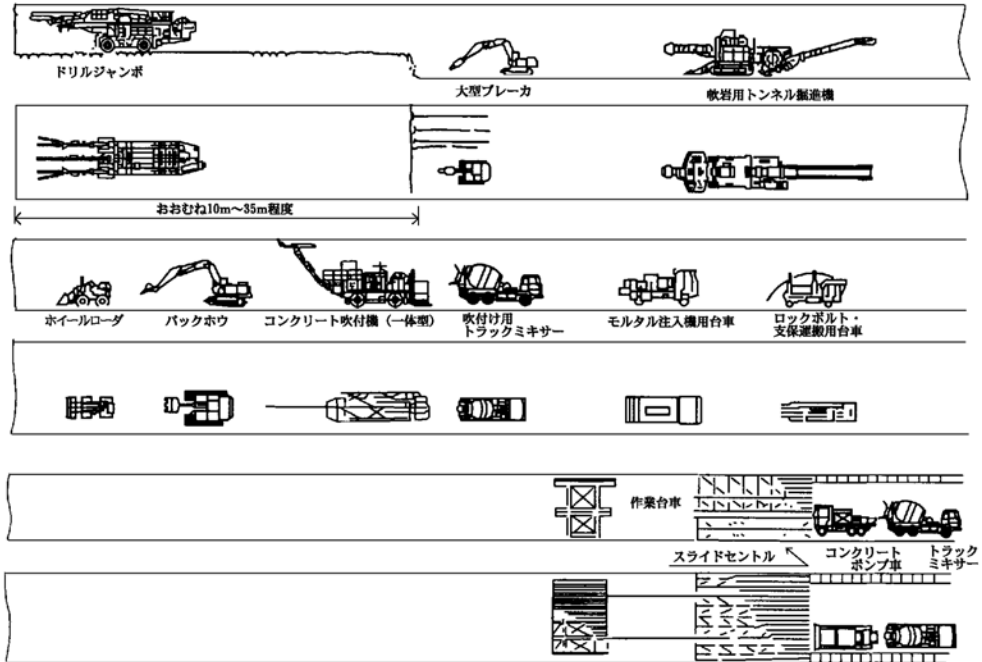 ドリルジャンボ
大型ブレーカ
軟岩用トンネル掘進機
おおむね10m〜35m程度
ホイールローダ
バックホウ
コンクリート吹付機（一体型）
吹付け用
トラックミキサー
モルタル注入機用台車
ロックボルト・
支保運搬用台車
作業台車
スライドセントル
コンクリート
ポンプ車
トラック
ミキサー